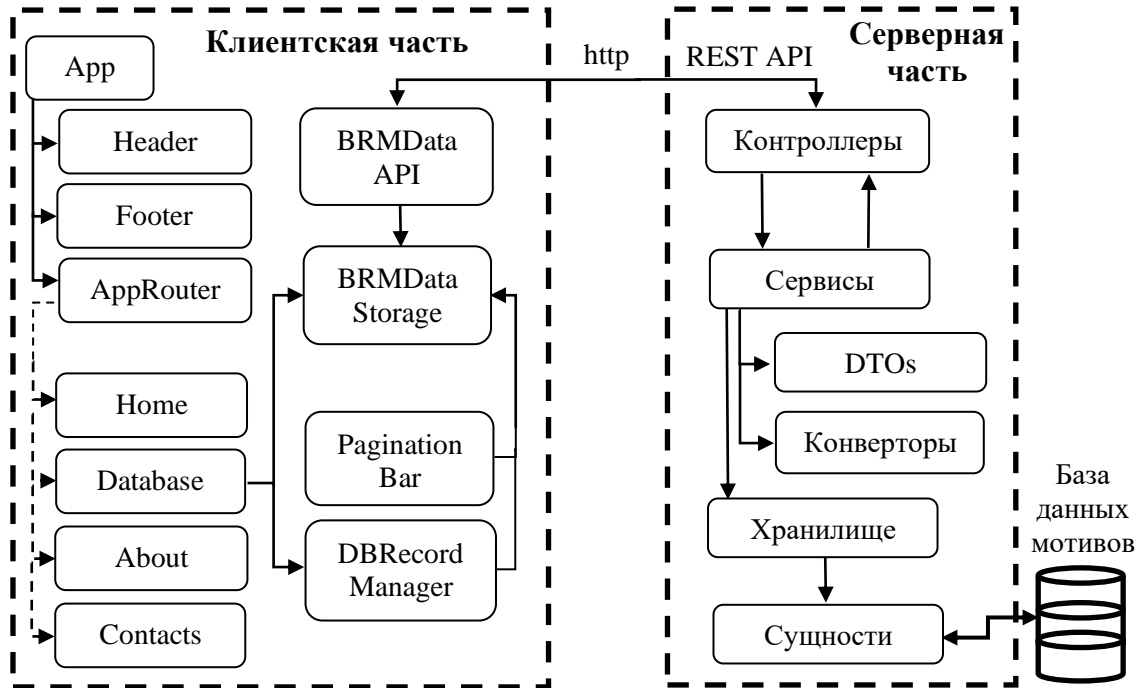 Клиентская часть
App
Header
Footer
AppRouter
Home
Database
About
Contacts
BRMData
API
BRMData
Storage
Pagination
Bar
DBRecord
Manager
http
REST API
Серверная
часть
Контроллеры
Сервисы
DTOs
Конверторы
Хранилище
Сущности
База
данных
мотивов